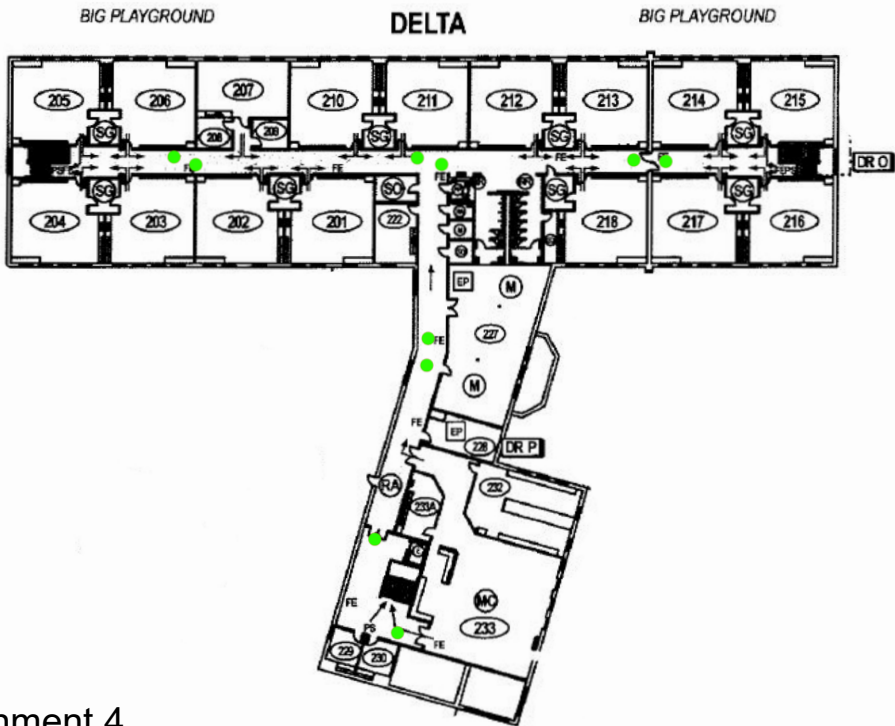 BIG PLAYGROUND
DELTA
BIG PLAYGROUND
205
206
207
210
211
212
213
214
215
208
209
SG
SG
SG
SG
FE
FE
FE
DR O
SG
SG
SO
SG
SG
204
203
202
201
222
218
217
216
EP
M
227
FE
M
FE
EP
228
DR P
RA
233A
232
MC
FE
PS
233
FE
229
230
nment 4